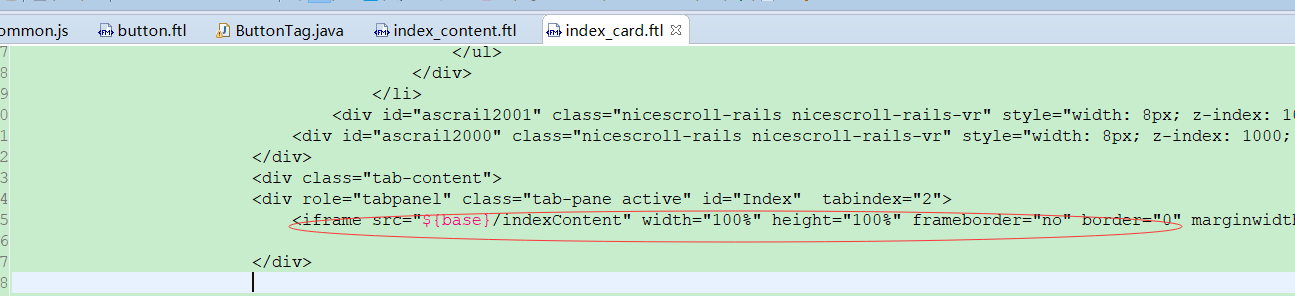 ommon.js button.ftl ButtonTag.java index_content.ftl index_card.ftl
7 </ul>
8 </div>
9 </li>
0 <div id="ascrail2001" class="nicescroll-rails nicescroll-rails-vr" style="width: 8px; z-index: 10
1 <div id="ascrail2000" class="nicescroll-rails nicescroll-rails-vr" style="width: 8px; z-index: 1000;
2 </div>
3 <div class="tab-content">
4 <div role="tabpanel" class="tab-pane active" id="Index"  tabindex="2">
5 <iframe src="${base}/indexContent" width="100%" height="100%" frameborder="no" border="0" marginwidth
6
7 </div>
8